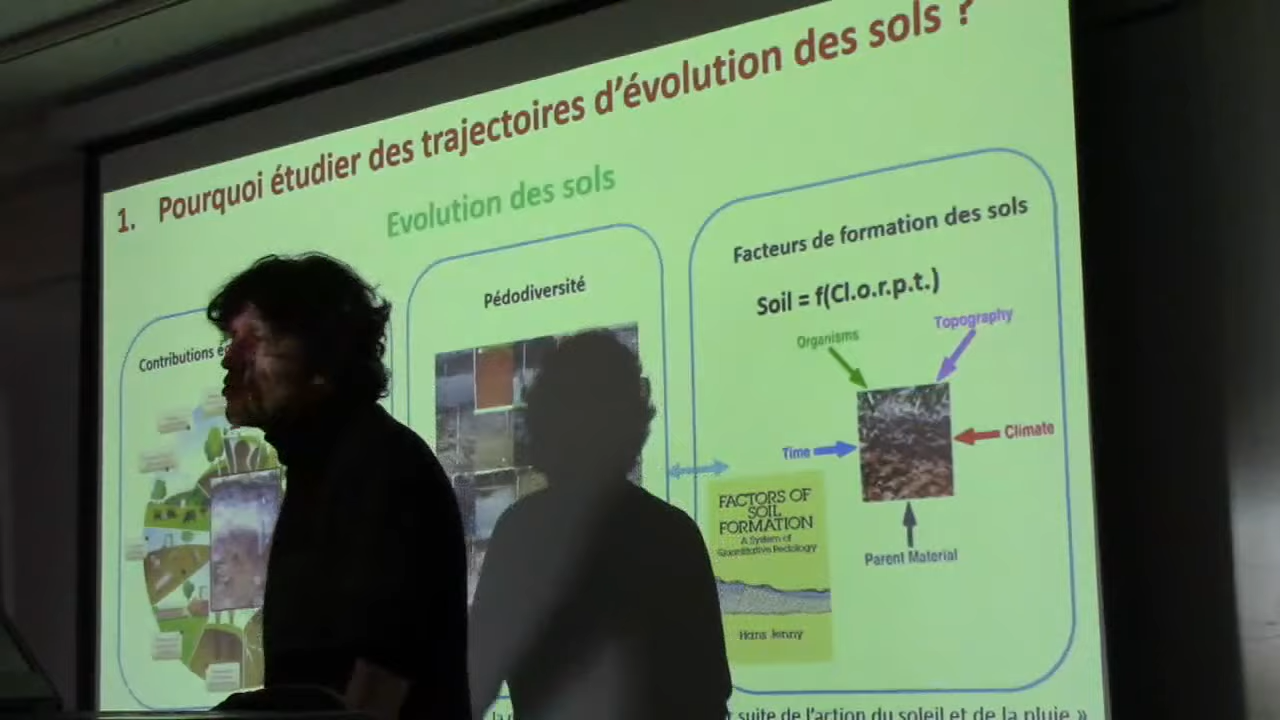 1. Pourquoi étudier des trajectoires d'évolution des sols ?
Evolution des sols
Contributions
Pédodiversité
Facteurs de formation des sols
Soil = f(Cl.o.r.p.t.)
Organisms
Topography
Time
Climate
Parent Material
FACTORS OF
SOIL
FORMATION
A System of
Quantitative Pedology
Hans Jenny
suite de l'action du soleil et de la pluie »